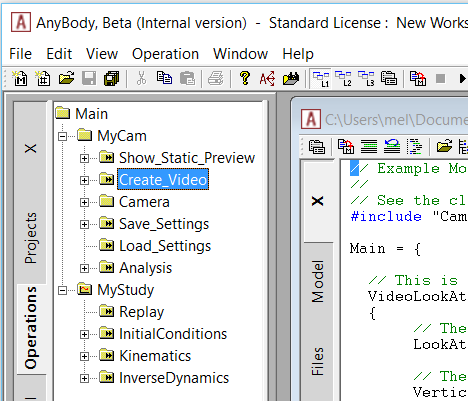 AnyBody, Beta (Internal version) - Standard License : New Works
File Edit View Window Help
L1 L2 L3
Main
MyCam
Show_Static_Preview
Create_Video
Camera
Save_Settings
Load_Settings
Analysis
MyStudy
Replay
InitialConditions
Kinematics
InverseDynamics
X
Projects
Operations
C:\Users\mel\Docume
X
Model
Files
// Example Mo
//
// See the cl
#include "Cam
Main = {
// This is
VideoLookAt
{
// The
LookAt
// The
Vertic